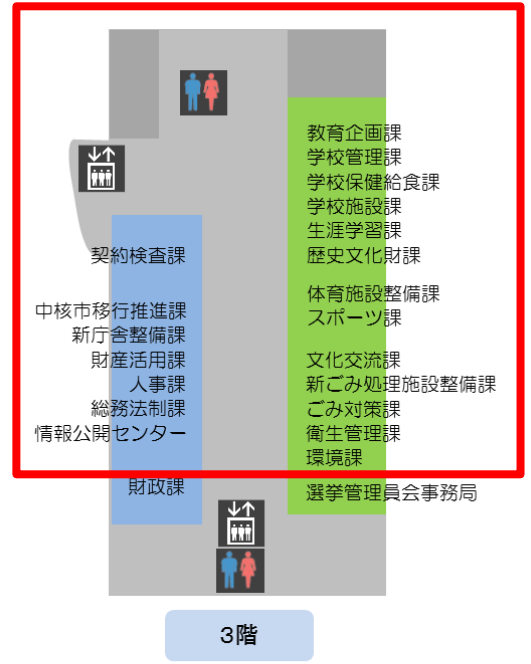 教育企画課
学校管理課
学校保健給食課
学校施設課
生涯学習課
契約検査課
歴史文化財課
体育施設整備課
中核市移行推進課
スポーツ課
新庁舎整備課
財産活用課
文化交流課
人事課
新ごみ処理施設整備課
総務法制課
ごみ対策課
情報公開センター
衛生管理課
環境課
財政課
選挙管理員会事務局
3階